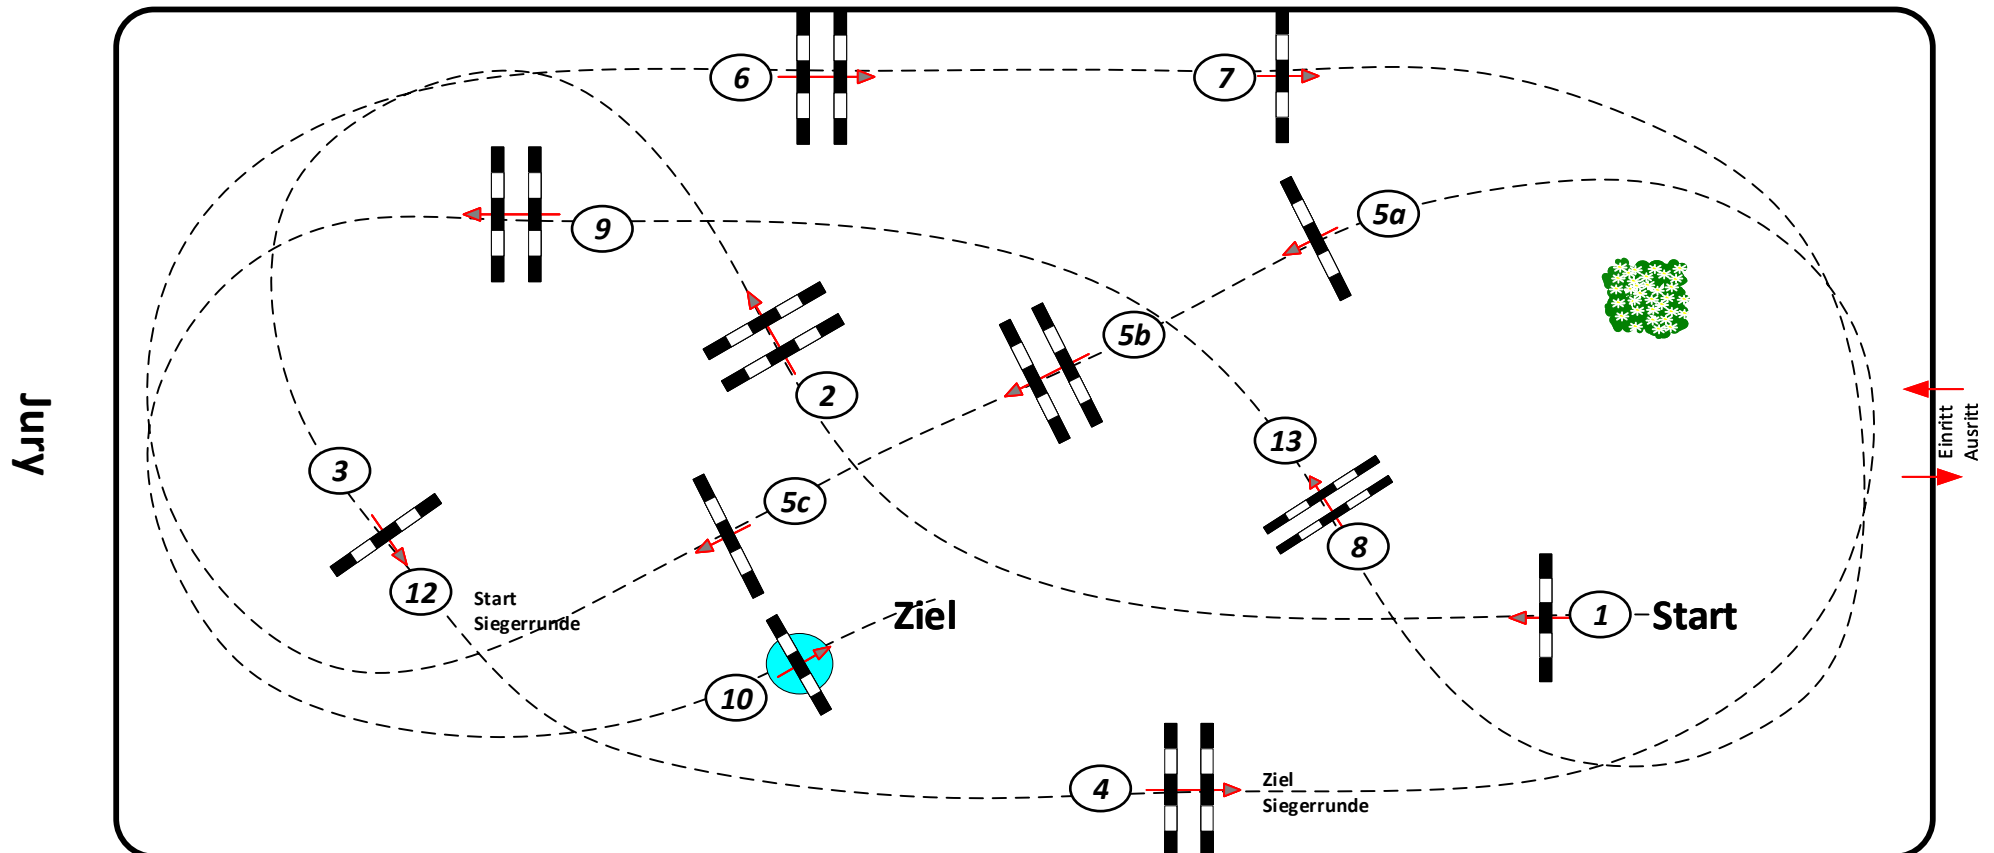 6
7
5a
9
5b
2
Jury
Einritt
Ausritt
13
3
5c
8
12
Start
Siegerrunde
Ziel
1
Start
10
4
Ziel
Siegerrunde